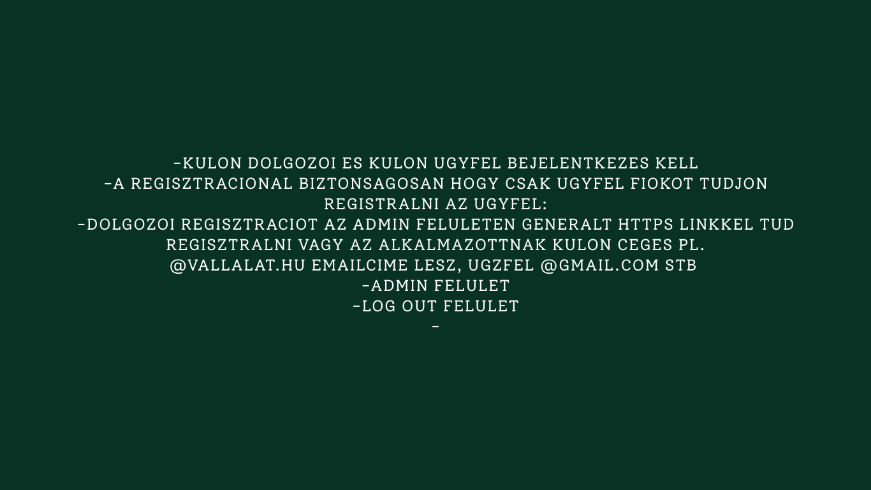 -KULON DOLGOZOI ES KULON UGYFEL BEJELENTKEZES KELL
-A REGISZTRACIONAL BIZTONSAGOSAN HOGY CSAK UGYFEL FIOKOT TUDJON
REGISTRALNI AZ UGYFEL:
-DOLGOZOI REGISZTRACIOT AZ ADMIN FELULETEN GENERALT HTTPS LINKKEL TUD
REGISZTRALNI VAGY AZ ALKALMAZOTTNAK KULON CEGES PL.
@VALLALAT.HU EMAILCIME LESZ, UGZFEL @GMAIL.COM STB
-ADMIN FELULET
-LOG OUT FELULET
-